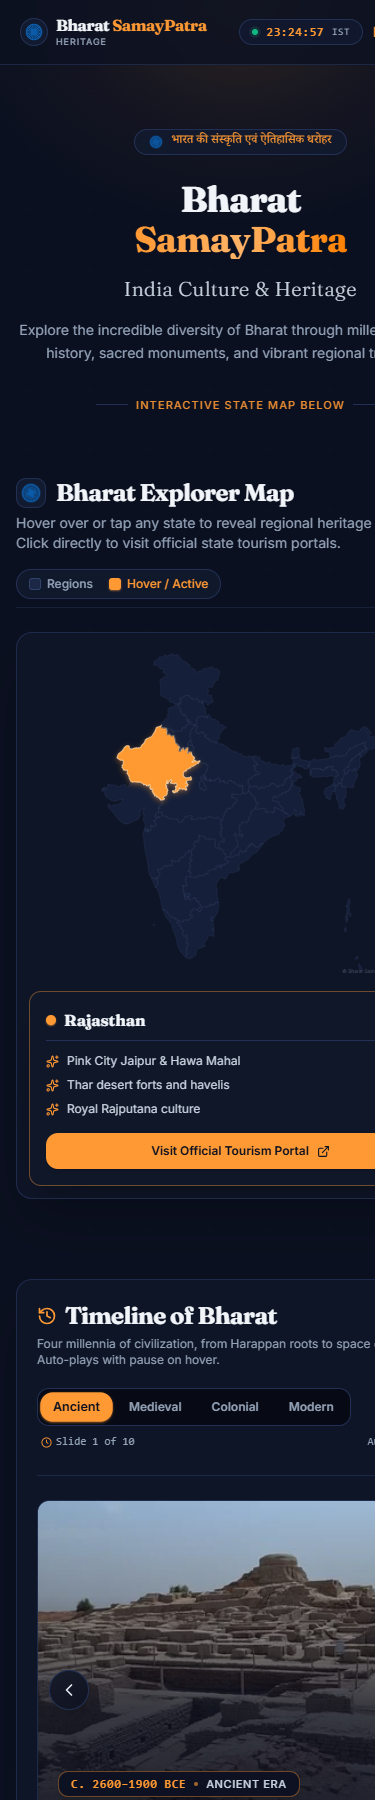 Bharat SamayPatra
HERITAGE
23:24:57 IST
भारत की संस्कृति एवं ऐतिहासिक धरोहर
Bharat
SamayPatra
India Culture & Heritage
Explore the incredible diversity of Bharat through
history, sacred monuments, and vibrant regional
INTERACTIVE STATE MAP BELOW
Bharat Explorer Map
Hover over or tap any state to reveal regional heritage
Click directly to visit official state tourism portals.
Regions
Hover / Active
Rajasthan
Pink City Jaipur & Hawa Mahal
Thar desert forts and havelis
Royal Rajputana culture
Visit Official Tourism Portal
Timeline of Bharat
Four millennia of civilization, from Harappan roots to space
Auto-plays with pause on hover.
Ancient
Medieval
Colonial
Modern
Slide 1 of 10
C. 2600–1900 BCE • ANCIENT ERA